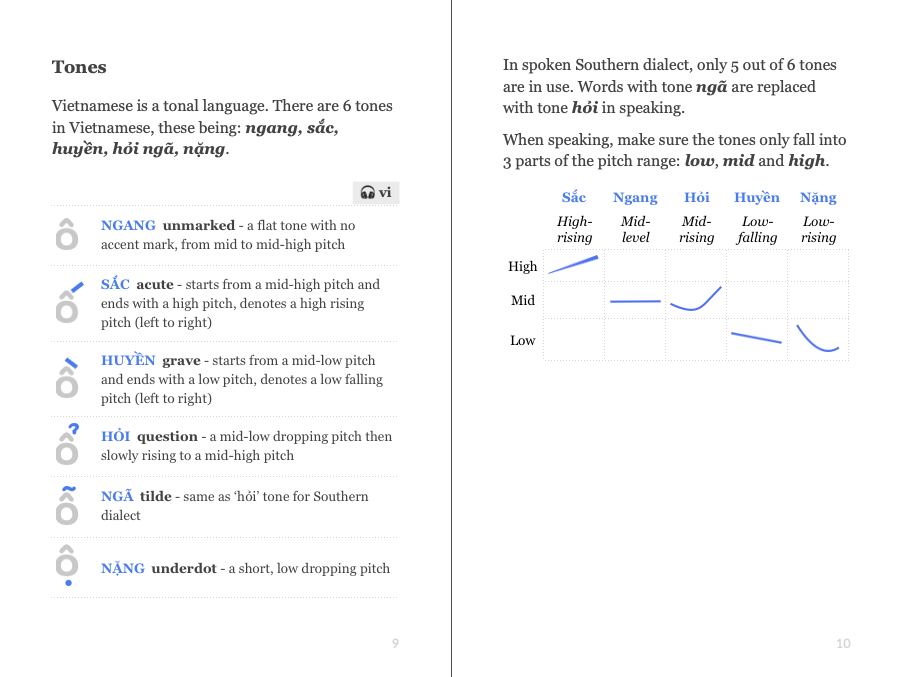 Tones
Vietnamese is a tonal language. There are 6 tones
in Vietnamese, these being: ngang, sắc,
huyền, hỏi ngã, nặng.
vi
NGANG unmarked - a flat tone with no
accent mark, from mid to mid-high pitch
SẮC acute - starts from a mid-high pitch and
ends with a high pitch, denotes a high rising
pitch (left to right)
HUYỀN grave - starts from a mid-low pitch
and ends with a low pitch, denotes a low falling
pitch (left to right)
HỎI question - a mid-low dropping pitch then
slowly rising to a mid-high pitch
NGÃ tilde - same as ‘hỏi’ tone for Southern
dialect
NẶNG underdot - a short, low dropping pitch
9
In spoken Southern dialect, only 5 out of 6 tones
are in use. Words with tone ngã are replaced
with tone hỏi in speaking.
When speaking, make sure the tones only fall into
3 parts of the pitch range: low, mid and high.
Sắc Ngang Hỏi Huyền Nặng
High- Mid- Mid- Low- Low-
rising level rising falling rising
High
Mid
Low
10